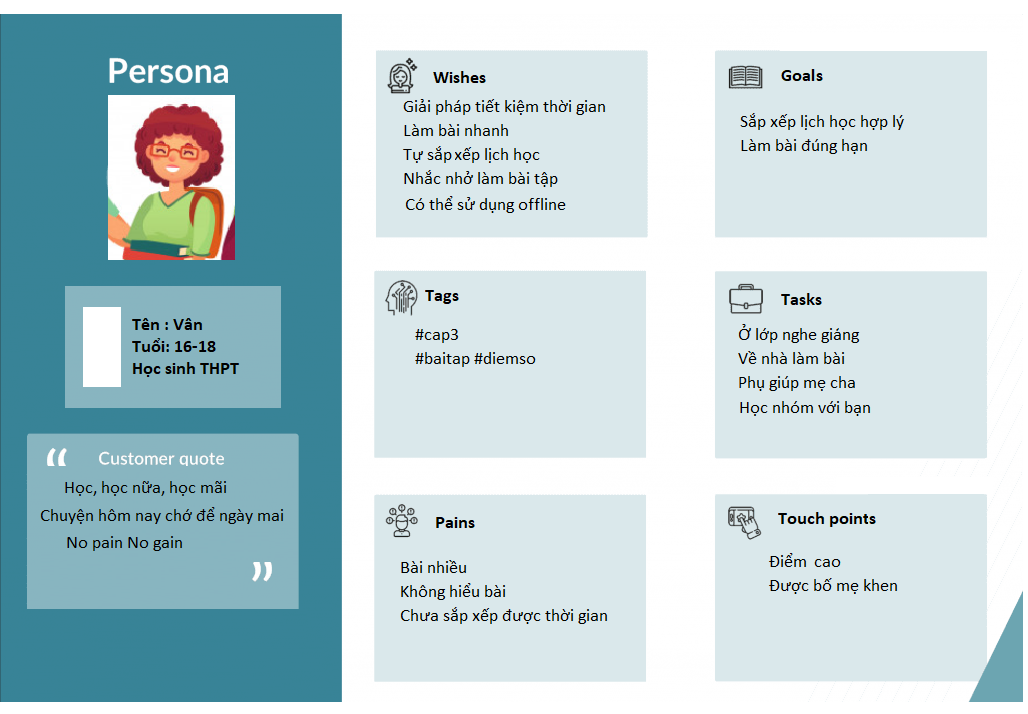 Persona
Tên : Vân
Tuổi: 16-18
Học sinh THPT
“ Customer quote
Học, học nữa, học mãi
Chuyện hôm nay chớ để ngày mai
No pain No gain
”
Wishes
Giải pháp tiết kiệm thời gian
Làm bài nhanh
Tự sắp xếp lịch học
Nhắc nhở làm bài tập
Có thể sử dụng offline
Goals
Sắp xếp lịch học hợp lý
Làm bài đúng hạn
Tags
#cap3
#baitap #diemso
Tasks
Ở lớp nghe giáng
Về nhà làm bài
Phụ giúp mẹ cha
Học nhóm với bạn
Pains
Bài nhiều
Không hiểu bài
Chưa sắp xếp được thời gian
Touch points
Điểm cao
Được bố mẹ khen